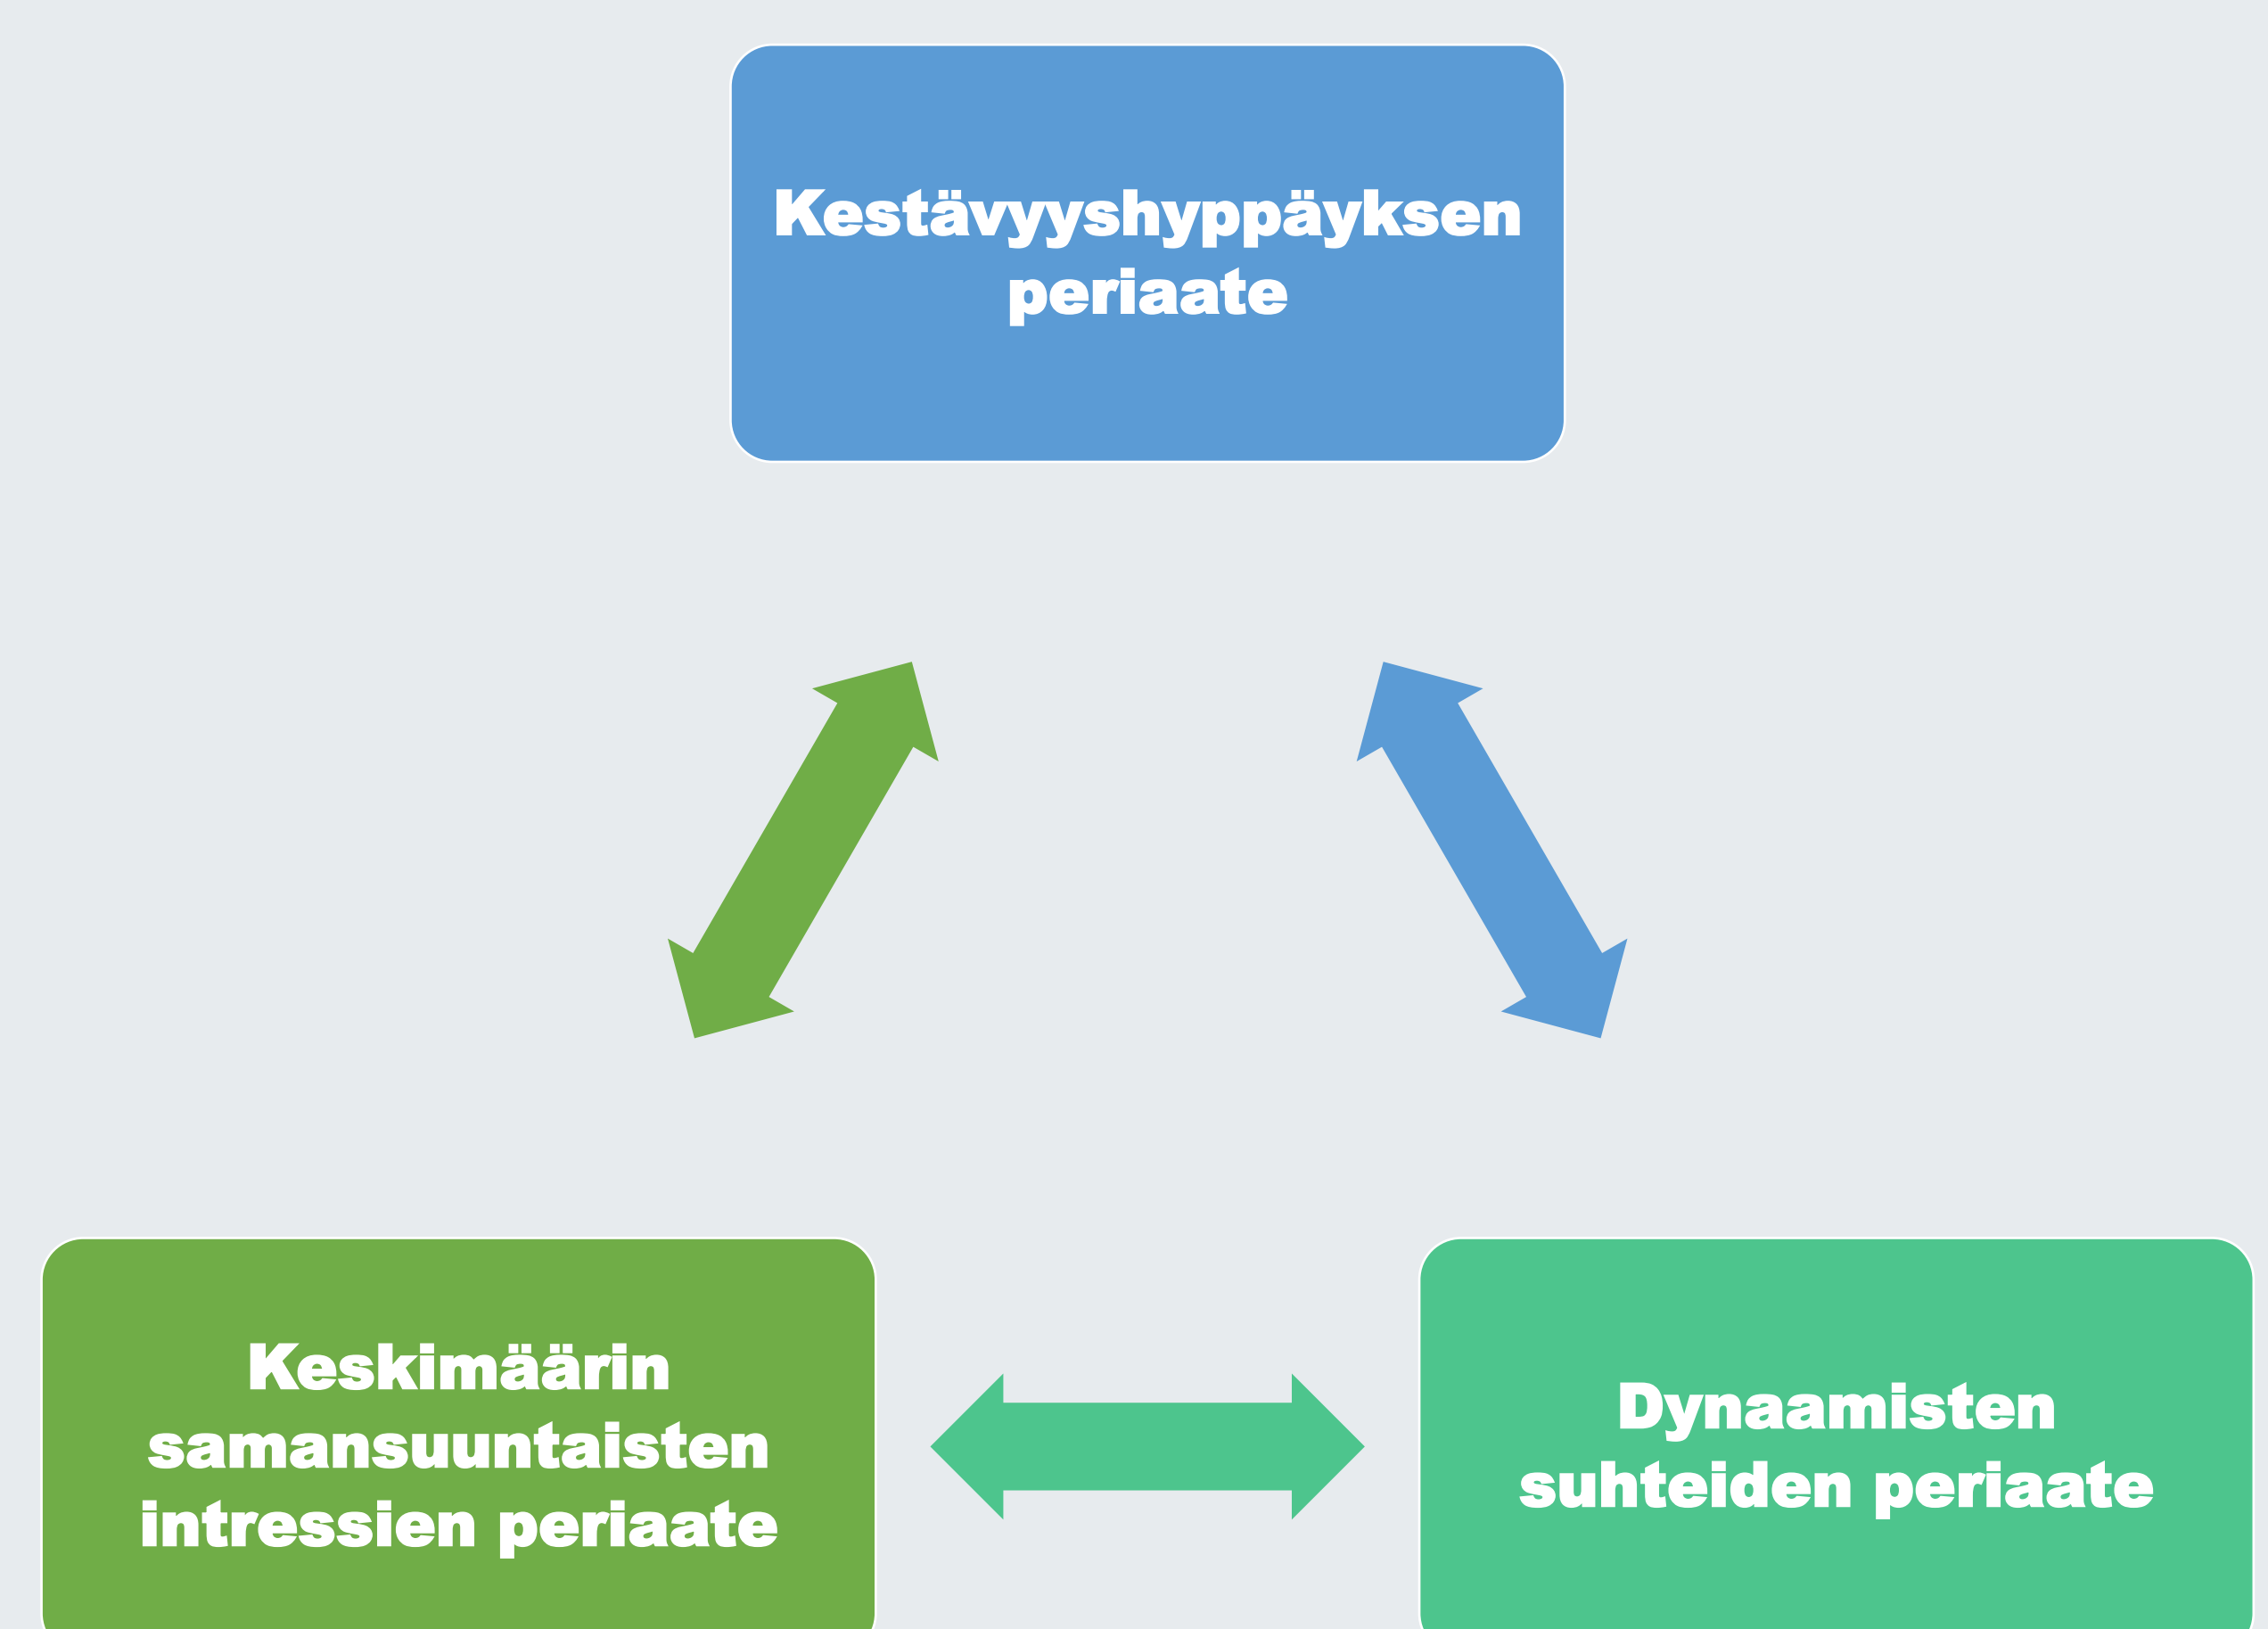 Kestävyyshyppäyksen
periaate
Keskimäärin
samansuuntaisten
intressien periaate
Dynaamisten
suhteiden periaate